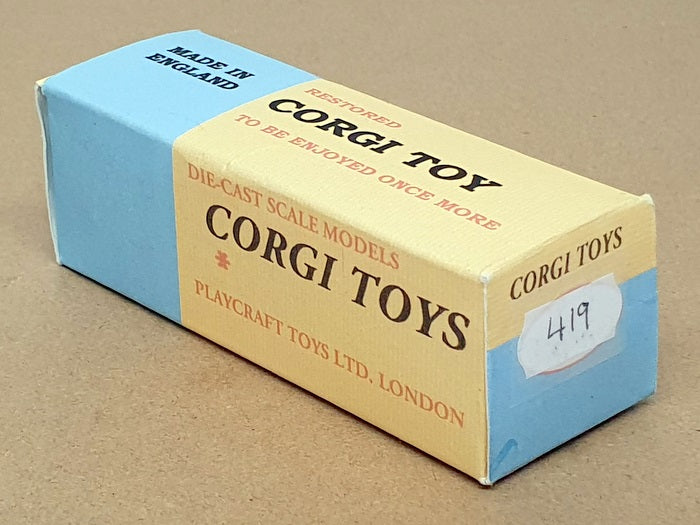 MADE IN
ENGLAND
RESTORED
CORGI TOY
TO BE ENJOYED ONCE MORE
DIE-CAST SCALE MODELS
CORGI TOYS
PLAYCRAFT TOYS LTD. LONDON
CORGI TOYS
419